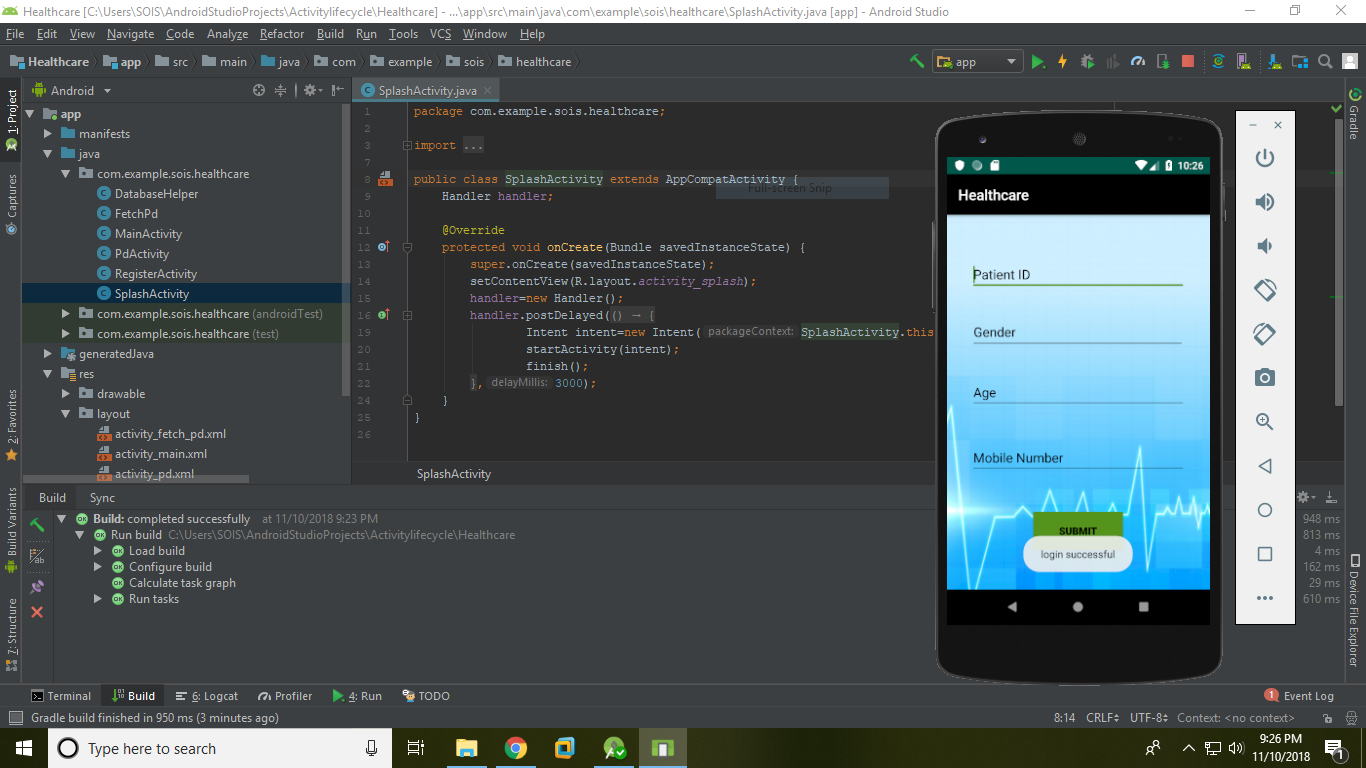 Healthcare [C:\Users\SOIS\AndroidStudioProjects\Activitylifecycle\Healthcare] - ...\app\src\main\java\com\example\sois\healthcare\SplashActivity.java [app] - Android Studio
File Edit View Navigate Code Analyze Refactor Build Run Tools VCS Window Help
Healthcare app src main java com example sois healthcare app
1: Project
Captures
2: Favorites
Build Variants
7: Structure
Android
app
manifests
java
com.example.sois.healthcare
DatabaseHelper
FetchPd
MainActivity
PdActivity
RegisterActivity
SplashActivity
com.example.sois.healthcare (androidTest)
com.example.sois.healthcare (test)
generatedJava
res
drawable
layout
activity_fetch_pd.xml
activity_main.xml
activity_pd.xml
SplashActivity.java
1 package com.example.sois.healthcare;
2
3 import ...
7
8 public class SplashActivity extends AppCompatActivity {
Full-screen Snip
9 Handler handler;
10
11 @Override
12 protected void onCreate(Bundle savedInstanceState) {
13 super.onCreate(savedInstanceState);
14 setContentView(R.layout.activity_splash);
15 handler=new Handler();
16 handler.postDelayed(() → {
19 Intent intent=new Intent( packageContext: SplashActivity.this
20 startActivity(intent);
21 finish();
22 }, delayMillis: 3000);
24 }
25 }
26
SplashActivity
10:26
Healthcare
Patient ID
Gender
Age
Mobile Number
SUBMIT
login successful
Gradle
Device File Explorer
Build Sync
Build: completed successfully at 11/10/2018 9:23 PM
Run build C:\Users\SOIS\AndroidStudioProjects\Activitylifecycle\Healthcare
Load build
Configure build
Calculate task graph
Run tasks
948 ms
813 ms
4 ms
162 ms
29 ms
610 ms
Terminal Build 6: Logcat Profiler 4: Run TODO 1 Event Log
Gradle build finished in 950 ms (3 minutes ago) 8:14 CRLF UTF-8 Context: <no context>
Type here to search
9:26 PM
11/10/2018
1